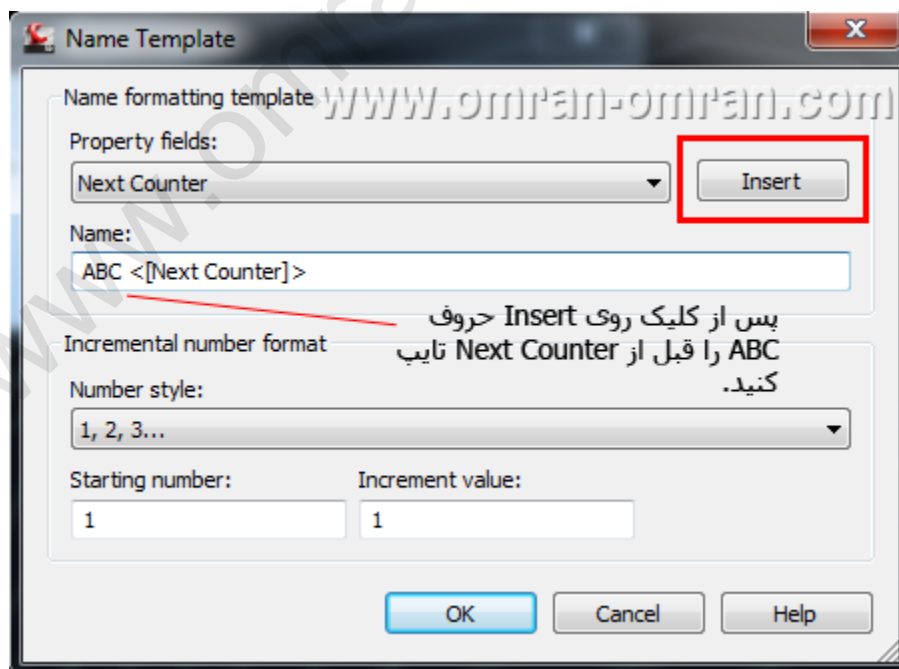 Name Template
Name formatting template
www.omran-omran.com
Property fields:
Next Counter
Insert
Name:
ABC <[Next Counter]>
پس از کلیک روی Insert حروف
ABC را قبل از Next Counter تایپ
کنید.
Incremental number format
Number style:
1, 2, 3...
Starting number:
Increment value:
1
1
OK
Cancel
Help
www.omra